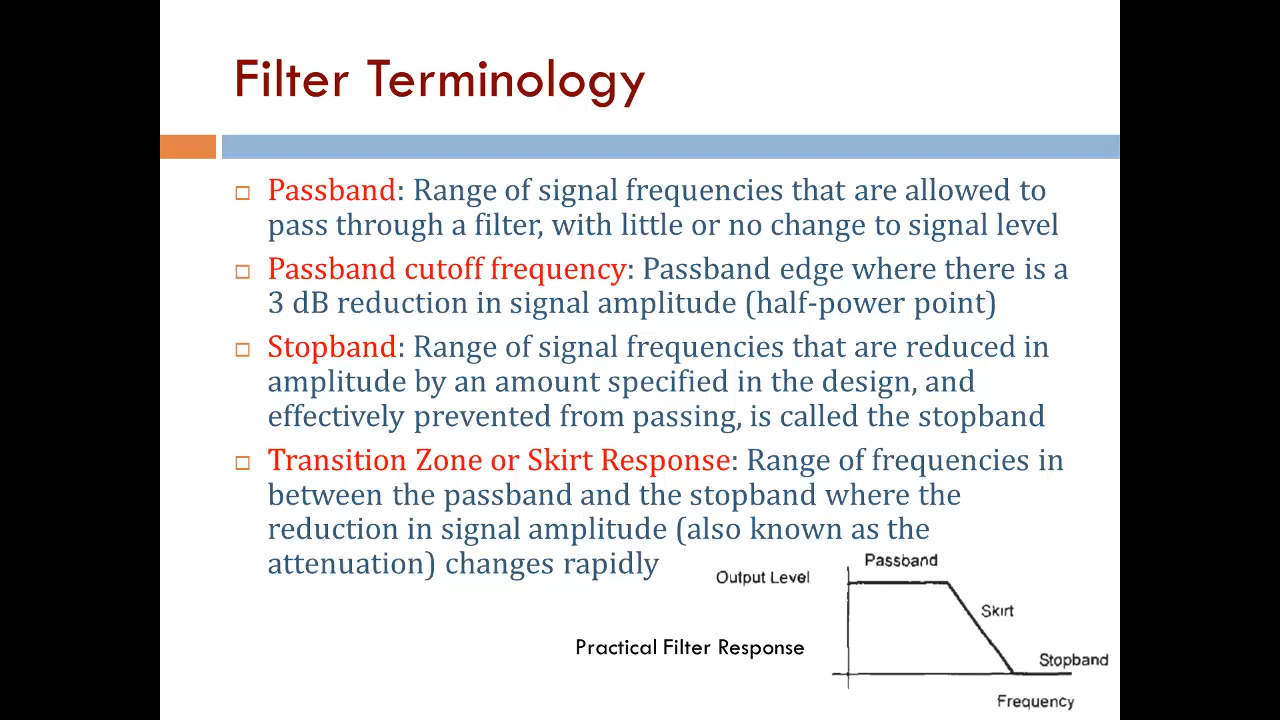 Filter Terminology
Passband: Range of signal frequencies that are allowed to
pass through a filter, with little or no change to signal level
Passband cutoff frequency: Passband edge where there is a
3 dB reduction in signal amplitude (half-power point)
Stopband: Range of signal frequencies that are reduced in
amplitude by an amount specified in the design, and
effectively prevented from passing, is called the stopband
Transition Zone or Skirt Response: Range of frequencies in
between the passband and the stopband where the
reduction in signal amplitude (also known as the
attenuation) changes rapidly
Passband
Output Level
Skirt
Practical Filter Response
Stopband
Frequency